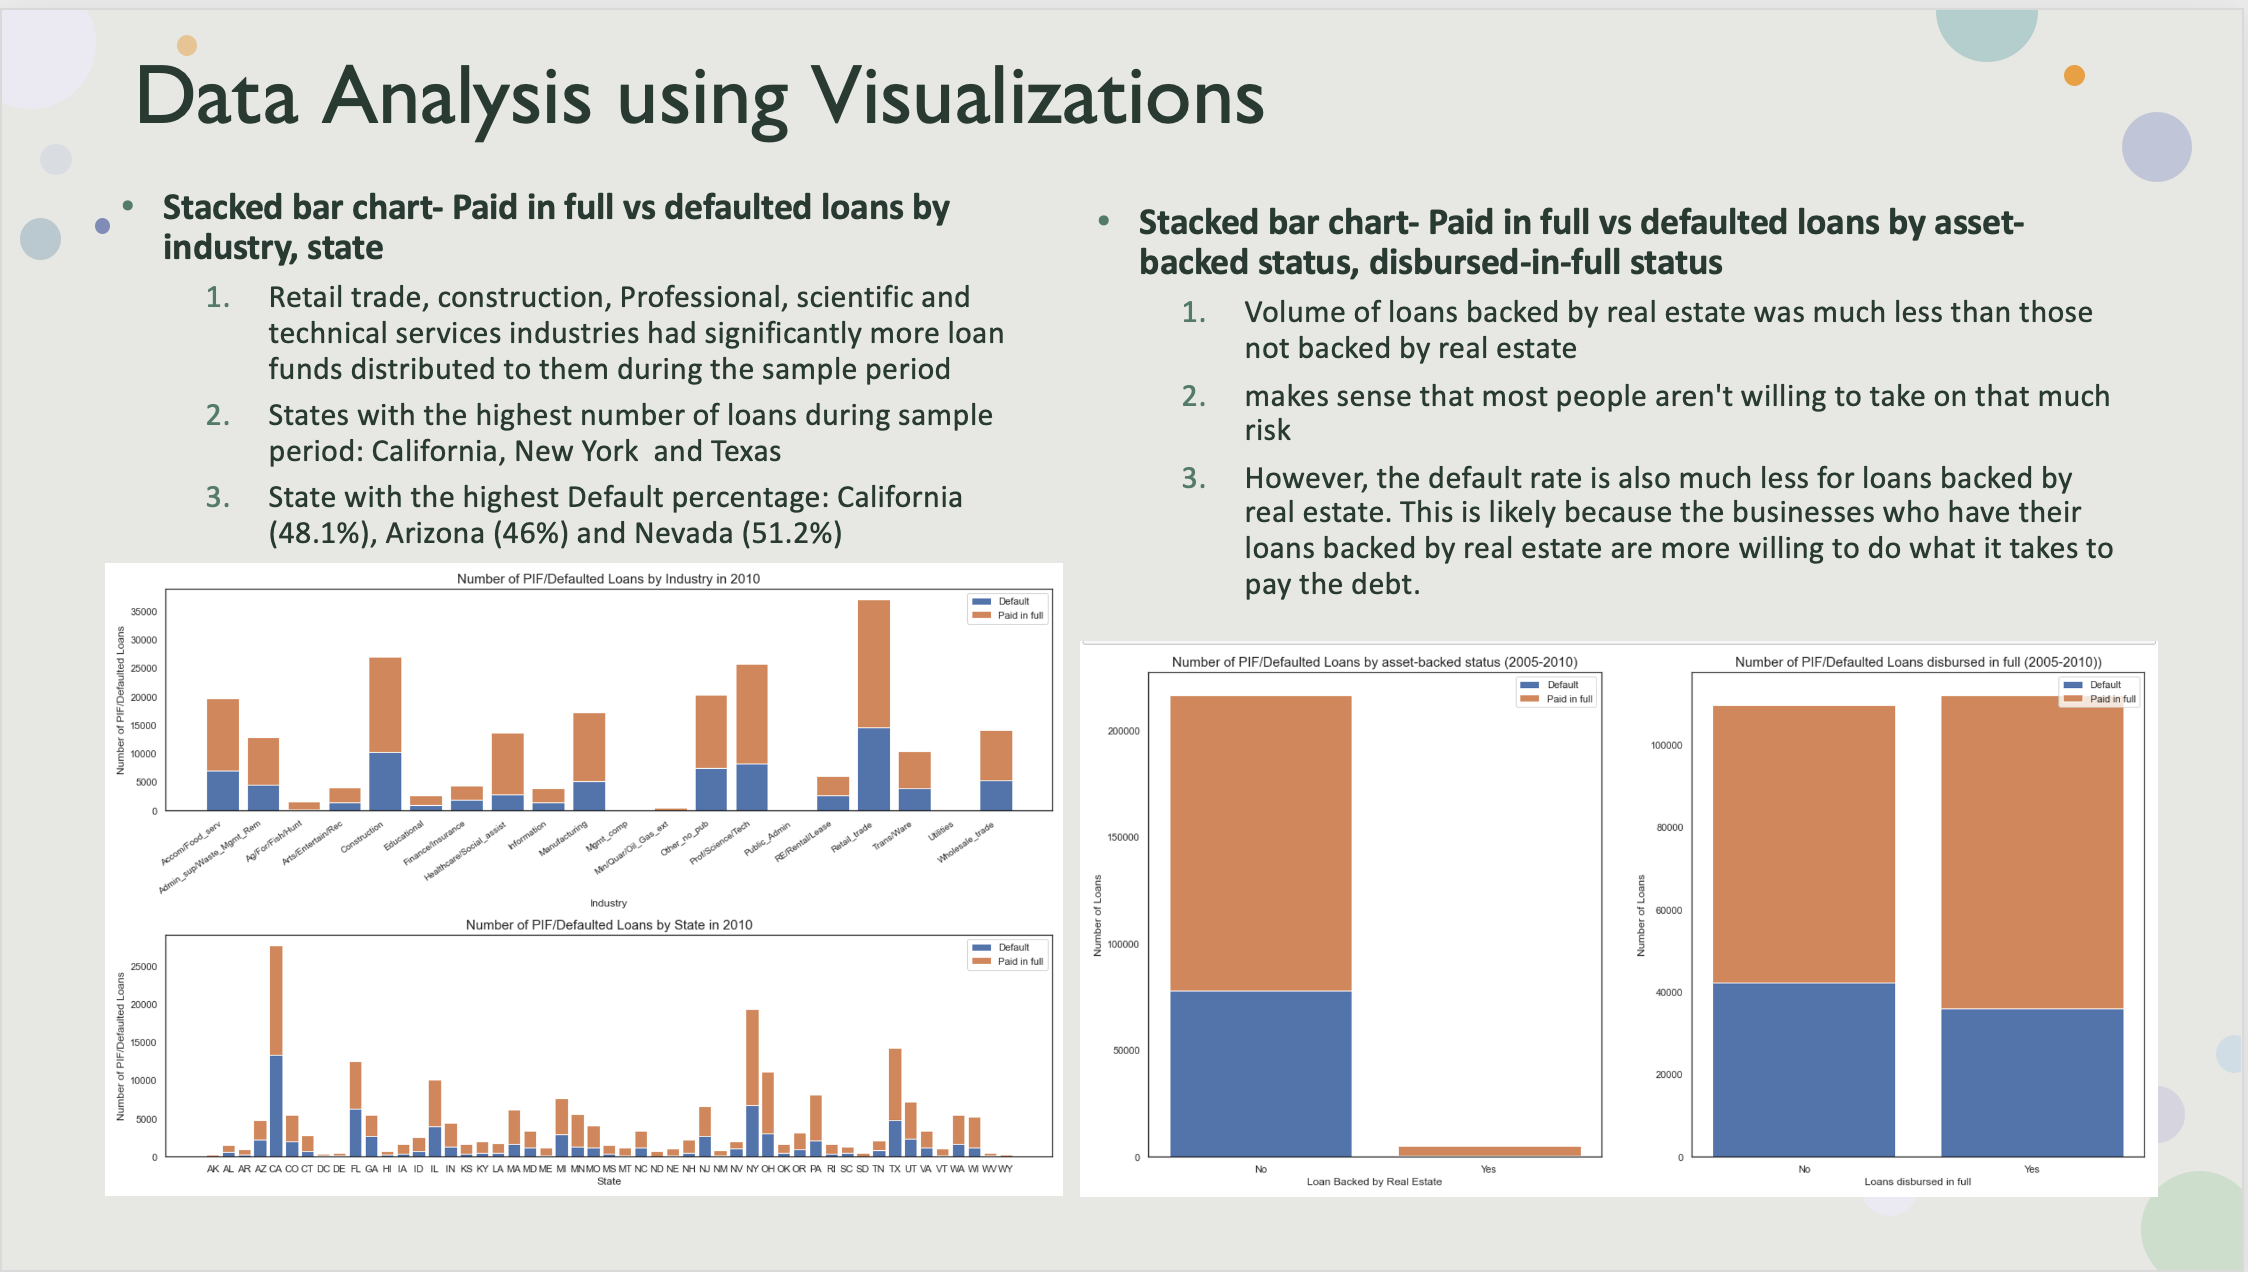 Data Analysis using Visualizations
• Stacked bar chart- Paid in full vs defaulted loans by
industry, state
1. Retail trade, construction, Professional, scientific and
technical services industries had significantly more loan
funds distributed to them during the sample period
2. States with the highest number of loans during sample
period: California, New York  and Texas
3. State with the highest Default percentage: California
(48.1%), Arizona (46%) and Nevada (51.2%)
• Stacked bar chart- Paid in full vs defaulted loans by asset-
backed status, disbursed-in-full status
1. Volume of loans backed by real estate was much less than those
not backed by real estate
2. makes sense that most people aren't willing to take on that much
risk
3. However, the default rate is also much less for loans backed by
real estate. This is likely because the businesses who have their
loans backed by real estate are more willing to do what it takes to
pay the debt.
Number of PIF/Defaulted Loans by Industry in 2010
Default
Paid in full
Number of PIF/Defaulted Loans
35000
30000
25000
20000
15000
10000
5000
0
Accom/Food_serv
Admin_sup/Waste_Mgmt_Rem
Ag/For/Fish/Hunt
Arts/Entertain/Rec
Construction
Educational
Finance/Insurance
Healthcare/Social_assist
Information
Manufacturing
Mgmt_comp
Min/Quar/Oil_Gas_ext
Other_no_pub
Prof/Science/Tech
Public_Admin
RE/Rental/Lease
Retail_trade
Trans/Ware
Utilities
Wholesale_trade
Industry
Number of PIF/Defaulted Loans by State in 2010
Default
Paid in full
Number of PIF/Defaulted Loans
25000
20000
15000
10000
5000
0
AK AL AR AZ CA CO CT DC DE FL GA HI IA ID IL IN KS KY LA MA MD ME MI MN MO MS MT NC ND NE NH NJ NM NV NY OH OK OR PA RI SC SD TN TX UT VA VT WA WI WV WY
State
Number of PIF/Defaulted Loans by asset-backed status (2005-2010)
Default
Paid in full
Number of Loans
200000
150000
100000
50000
0
No Yes
Loan Backed by Real Estate
Number of PIF/Defaulted Loans disbursed in full (2005-2010))
Default
Paid in full
Number of Loans
100000
80000
60000
40000
20000
0
No Yes
Loans disbursed in full